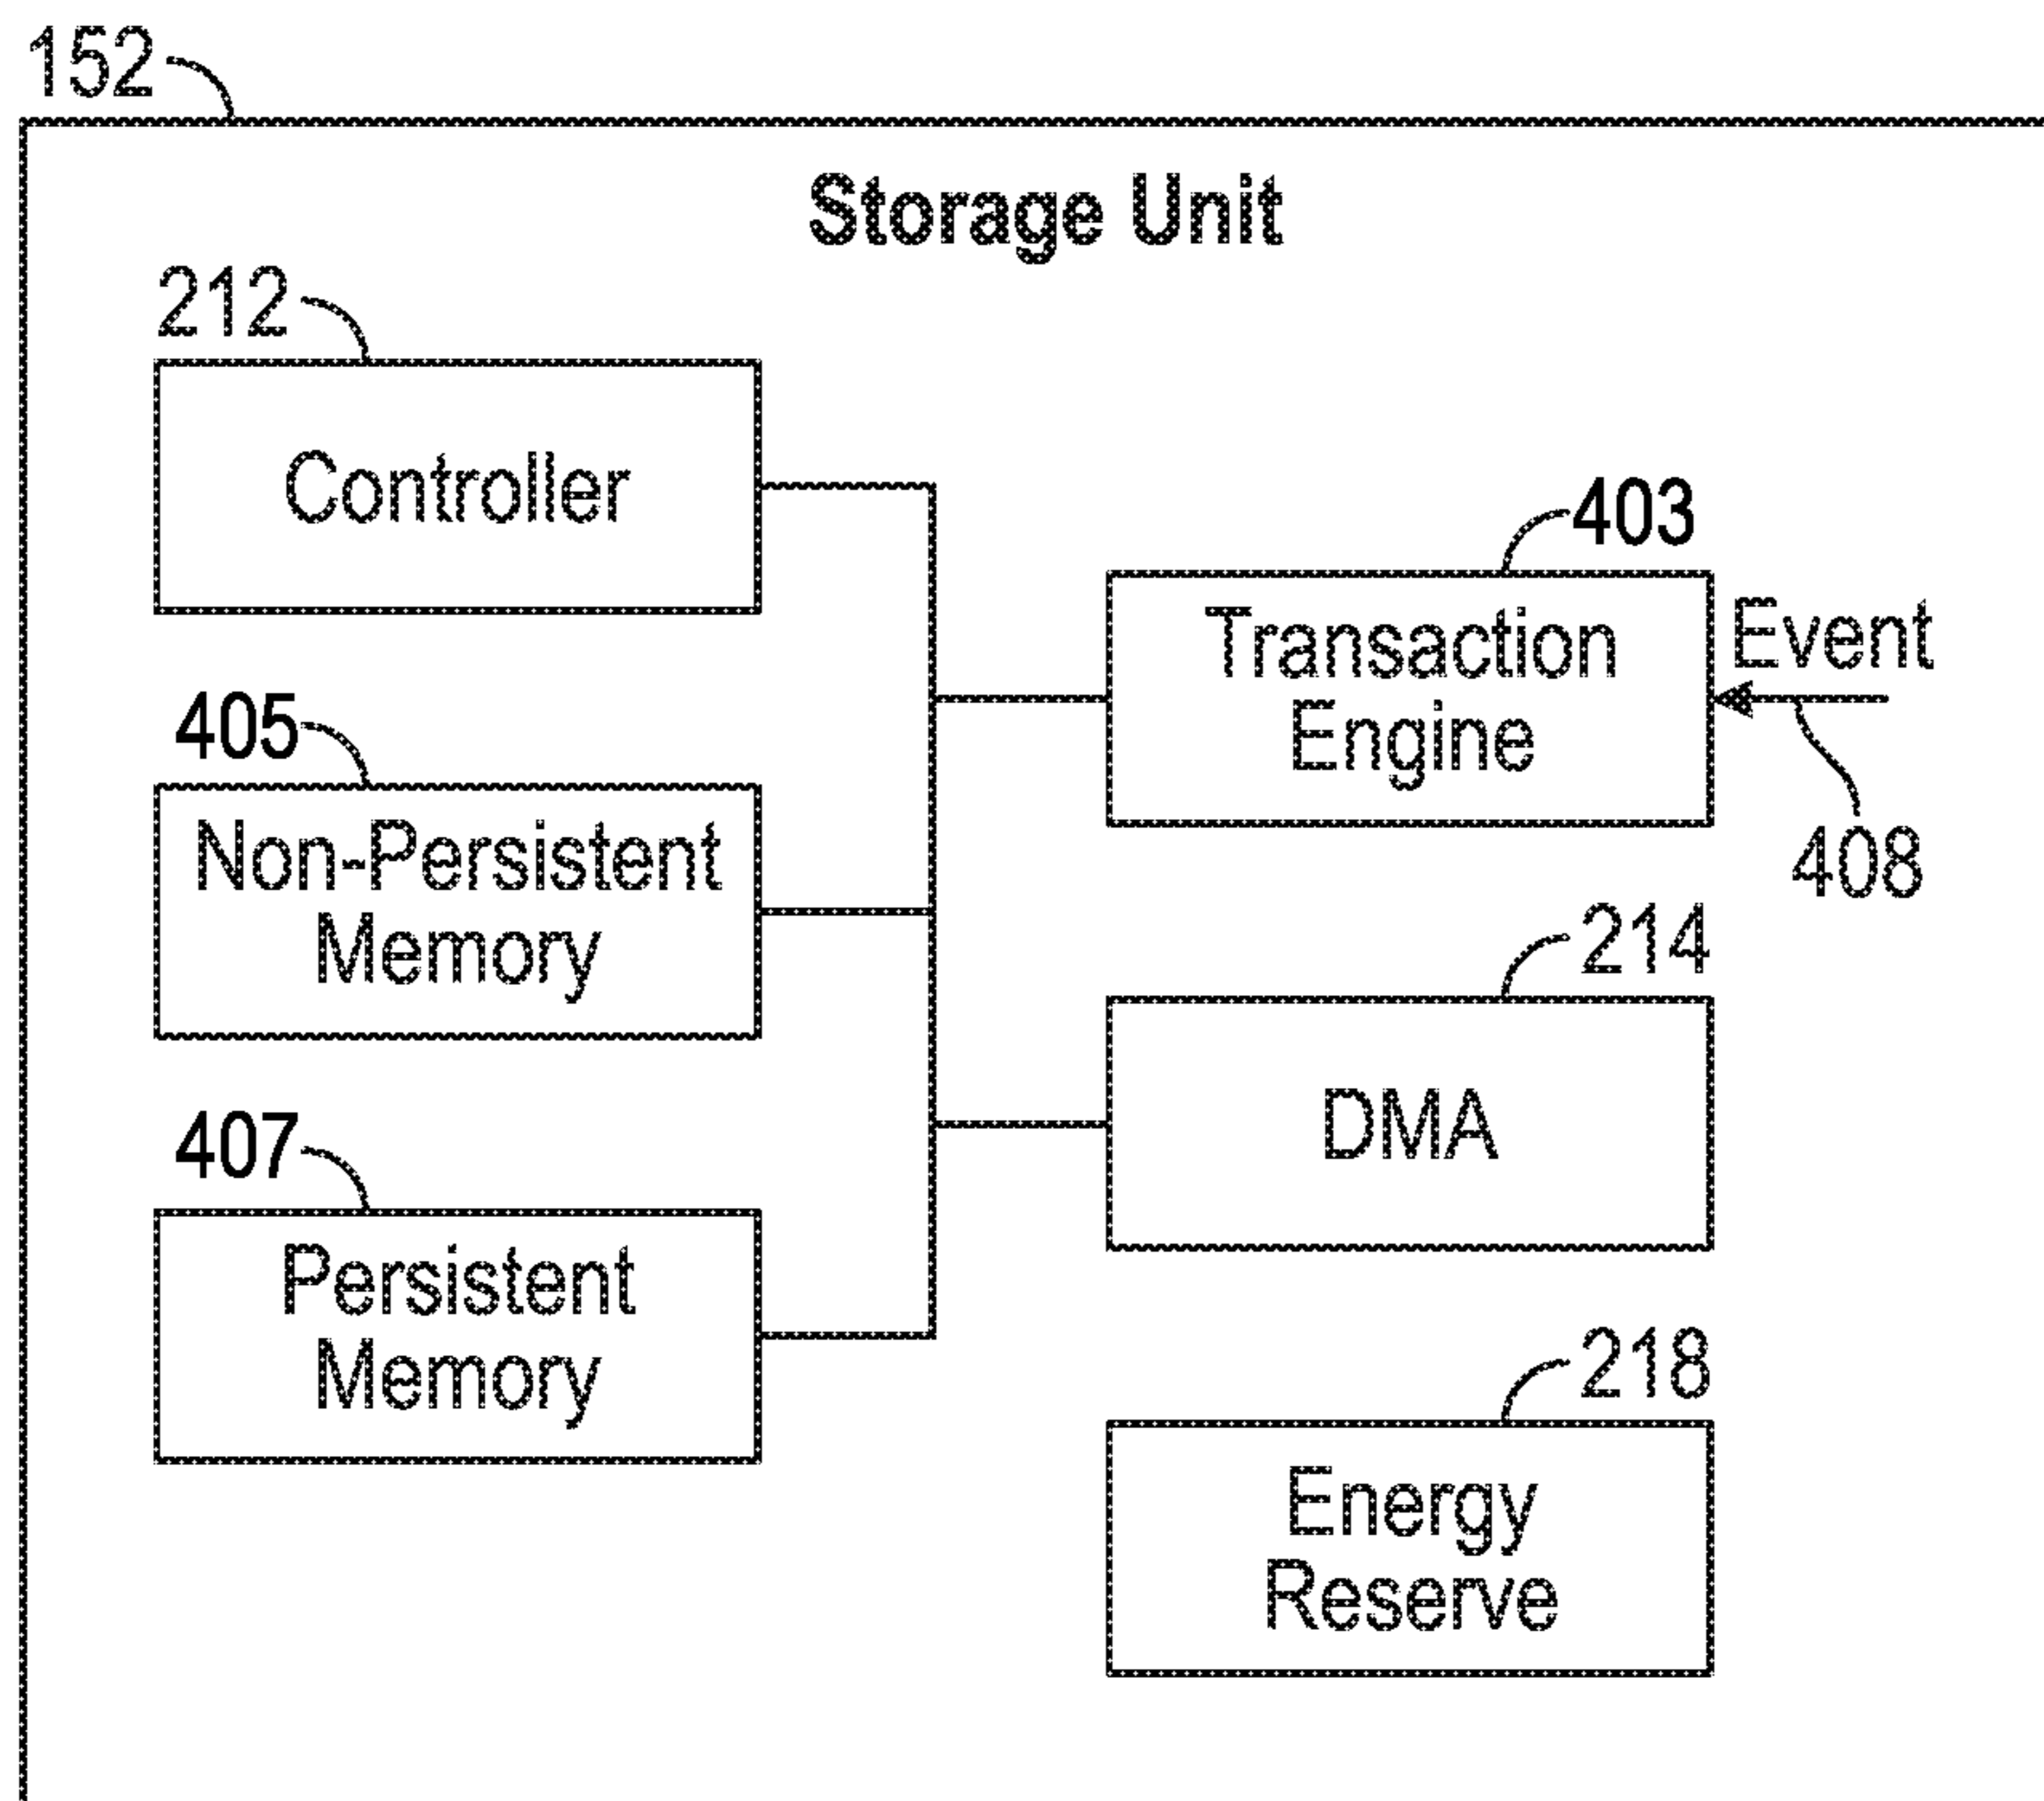 152
Storage Unit
212
Controller
403
Transaction
Engine
Event
408
405
Non-Persistent
Memory
214
DMA
407
Persistent
Memory
218
Energy
Reserve